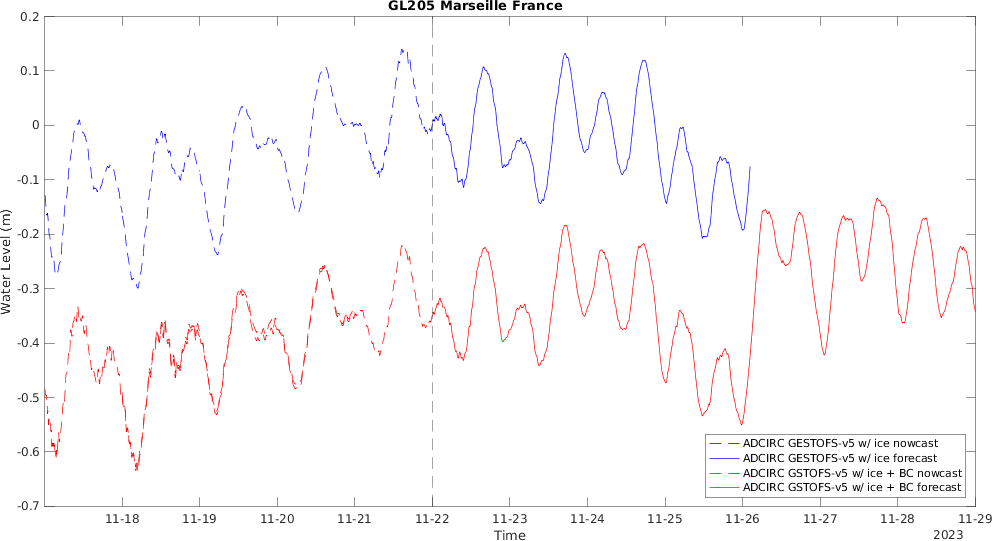 GL205 Marseille France
0.2
0.1
0
-0.1
-0.2
-0.3
-0.4
-0.5
-0.6
-0.7
Water Level (m)
ADCIRC GESTOFS-v5 w/ ice nowcast
ADCIRC GESTOFS-v5 w/ ice forecast
ADCIRC GSTOFS-v5 w/ ice + BC nowcast
ADCIRC GSTOFS-v5 w/ ice + BC forecast
11-18 11-19 11-20 11-21 11-22 11-23 11-24 11-25 11-26 11-27 11-28 11-29
Time
2023